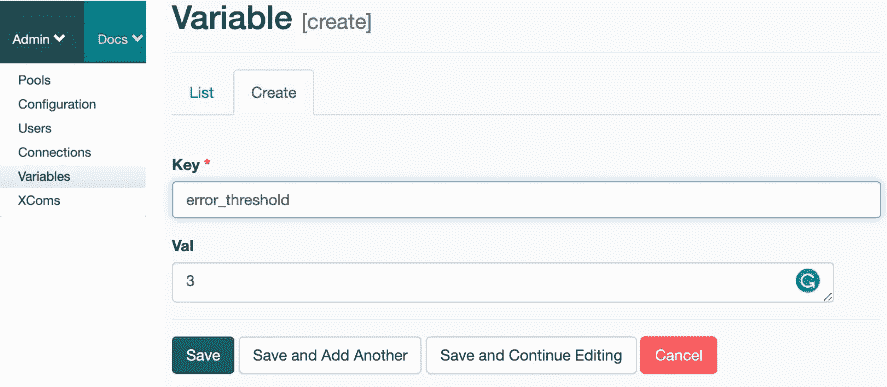 Admin Docs
Pools
Configuration
Users
Connections
Variables
XComs
Variable [create]
List Create
Key *
error_threshold
Val
3
Save Save and Add Another Save and Continue Editing Cancel